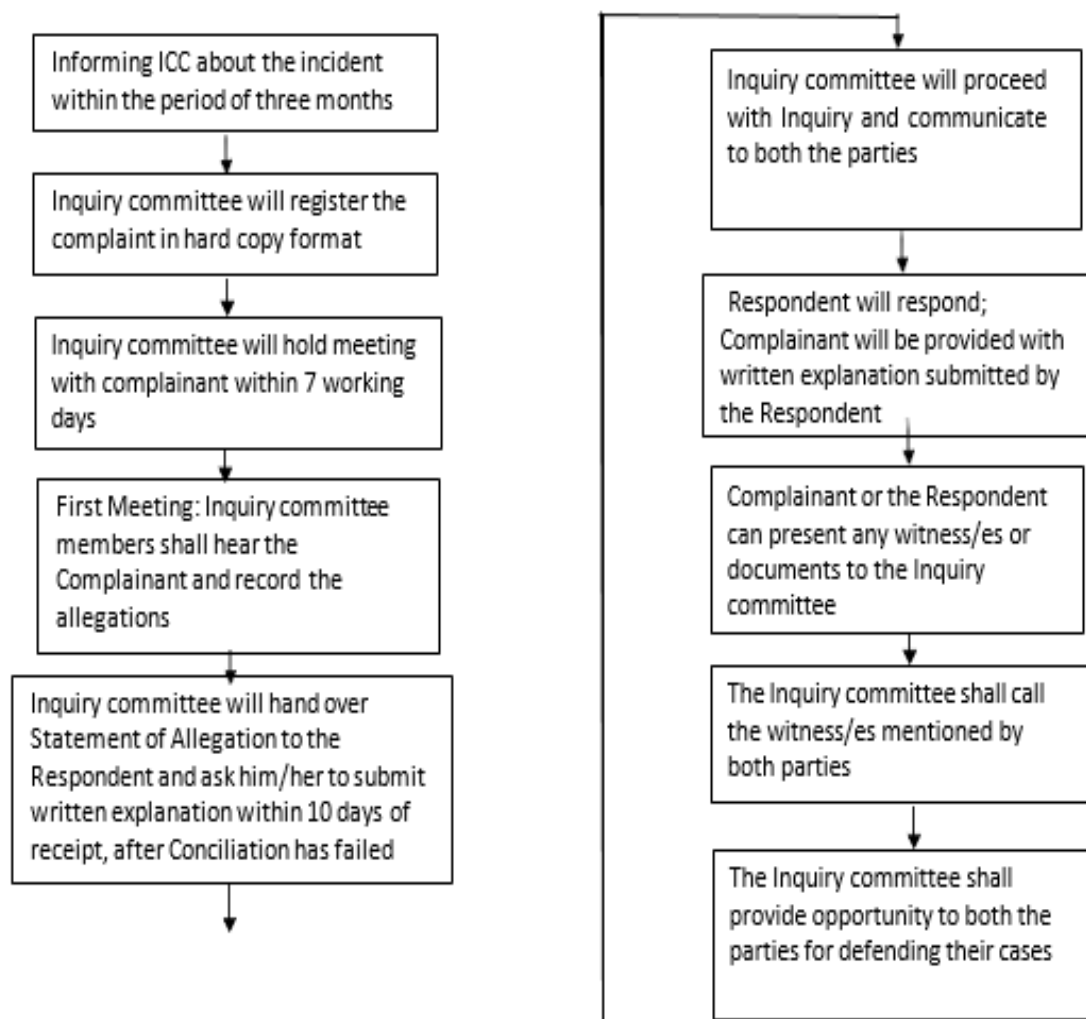 Informing ICC about the incident
within the period of three months
Inquiry committee will register the
complaint in hard copy format
Inquiry committee will hold meeting
with complainant within 7 working
days
First Meeting: Inquiry committee
members shall hear the
Complainant and record the
allegations
Inquiry committee will hand over
Statement of Allegation to the
Respondent and ask him/her to submit
written explanation within 10 days of
receipt, after Conciliation has failed
Inquiry committee will proceed
with Inquiry and communicate
to both the parties
Respondent will respond;
Complainant will be provided with
written explanation submitted by
the Respondent
Complainant or the Respondent
can present any witness/es or
documents to the Inquiry
committee
The Inquiry committee shall call
the witness/es mentioned by
both parties
The Inquiry committee shall
provide opportunity to both the
parties for defending their cases